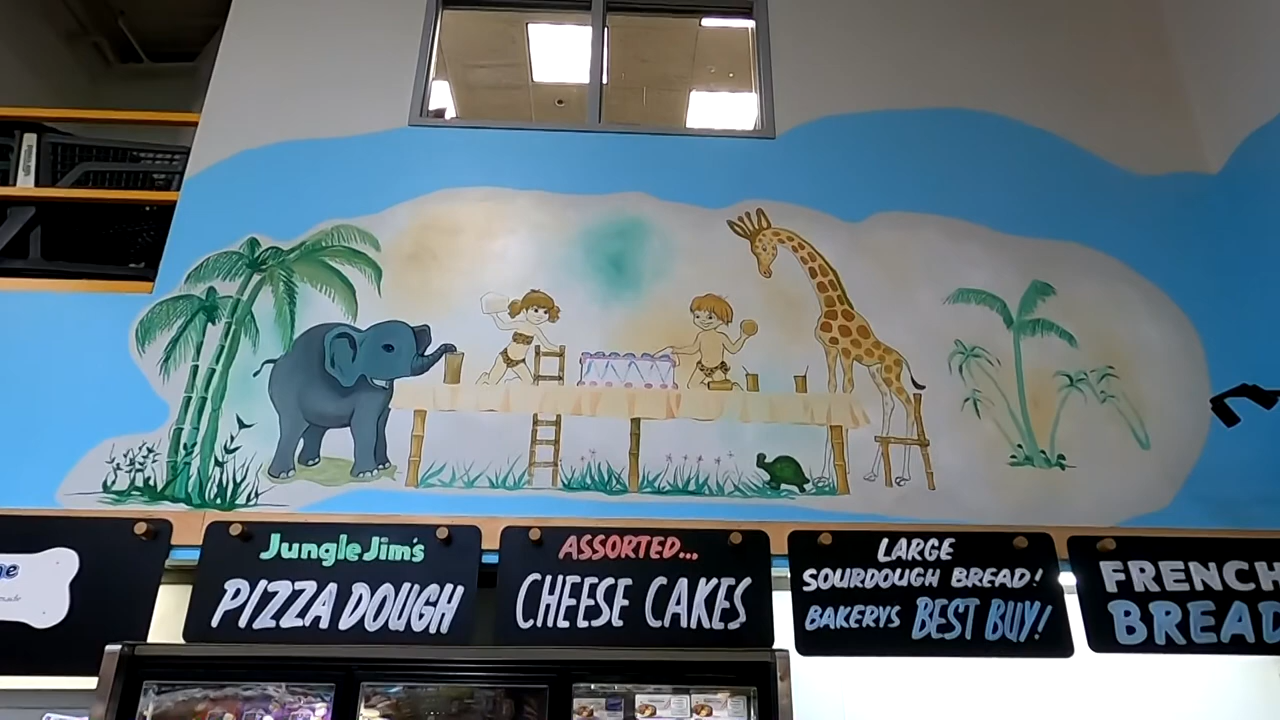 Jungle Jim's
PIZZA DOUGH
ASSORTED...
CHEESE CAKES
LARGE
SOURDOUGH BREAD!
BAKERYS BEST BUY!
FRENCH
BREAD